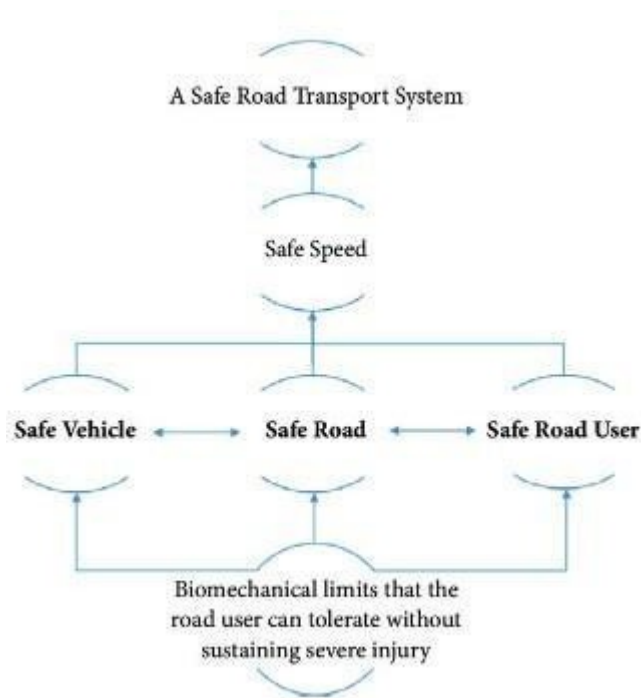 A Safe Road Transport System
Safe Speed
Safe Vehicle
Safe Road
Safe Road User
Biomechanical limits that the
road user can tolerate without
sustaining severe injury